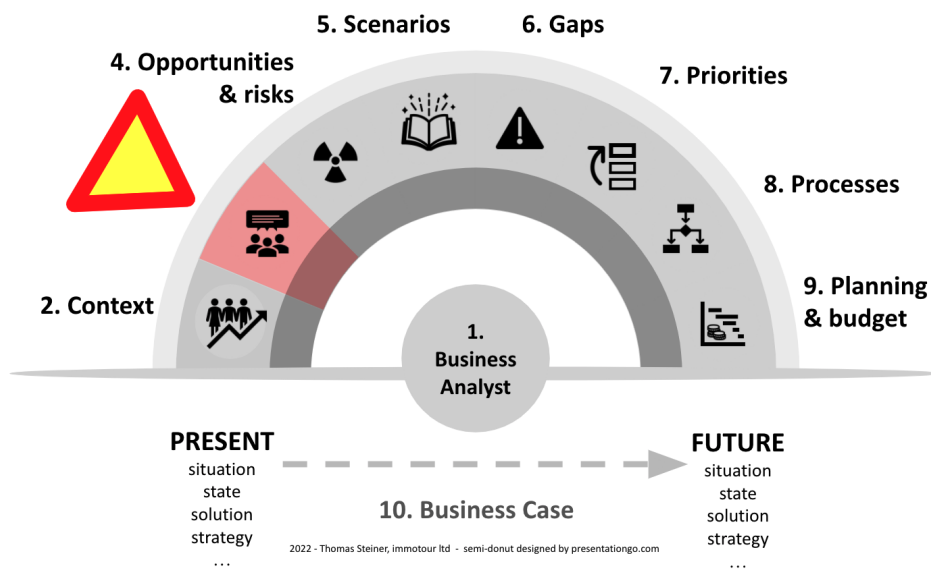 5. Scenarios
6. Gaps
4. Opportunities
& risks
7. Priorities
8. Processes
2. Context
9. Planning
& budget
1.
Business
Analyst
PRESENT
situation
state
solution
strategy
...
FUTURE
situation
state
solution
strategy
...
10. Business Case
2022 - Thomas Steiner, immotour ltd - semi-donut designed by presentationgo.com